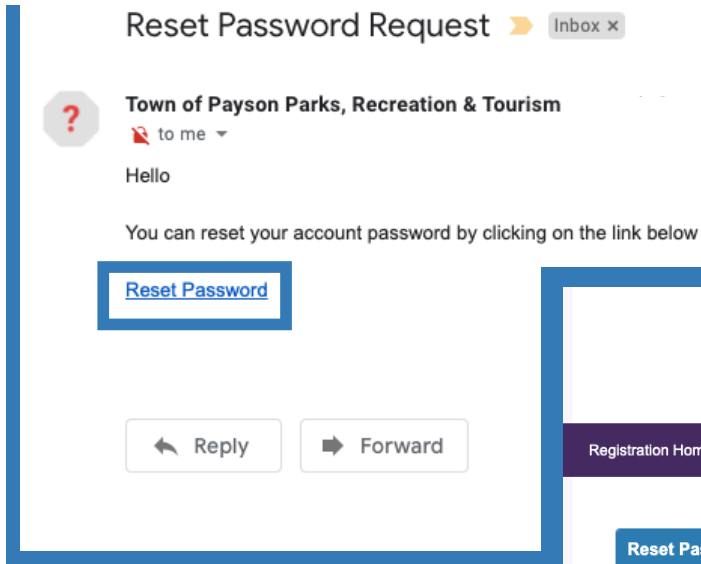 Reset Password Request Inbox ×
?
Town of Payson Parks, Recreation & Tourism
to me
Hello
You can reset your account password by clicking on the link below
Reset Password
Reply Forward
Registration Hom
Reset Pas